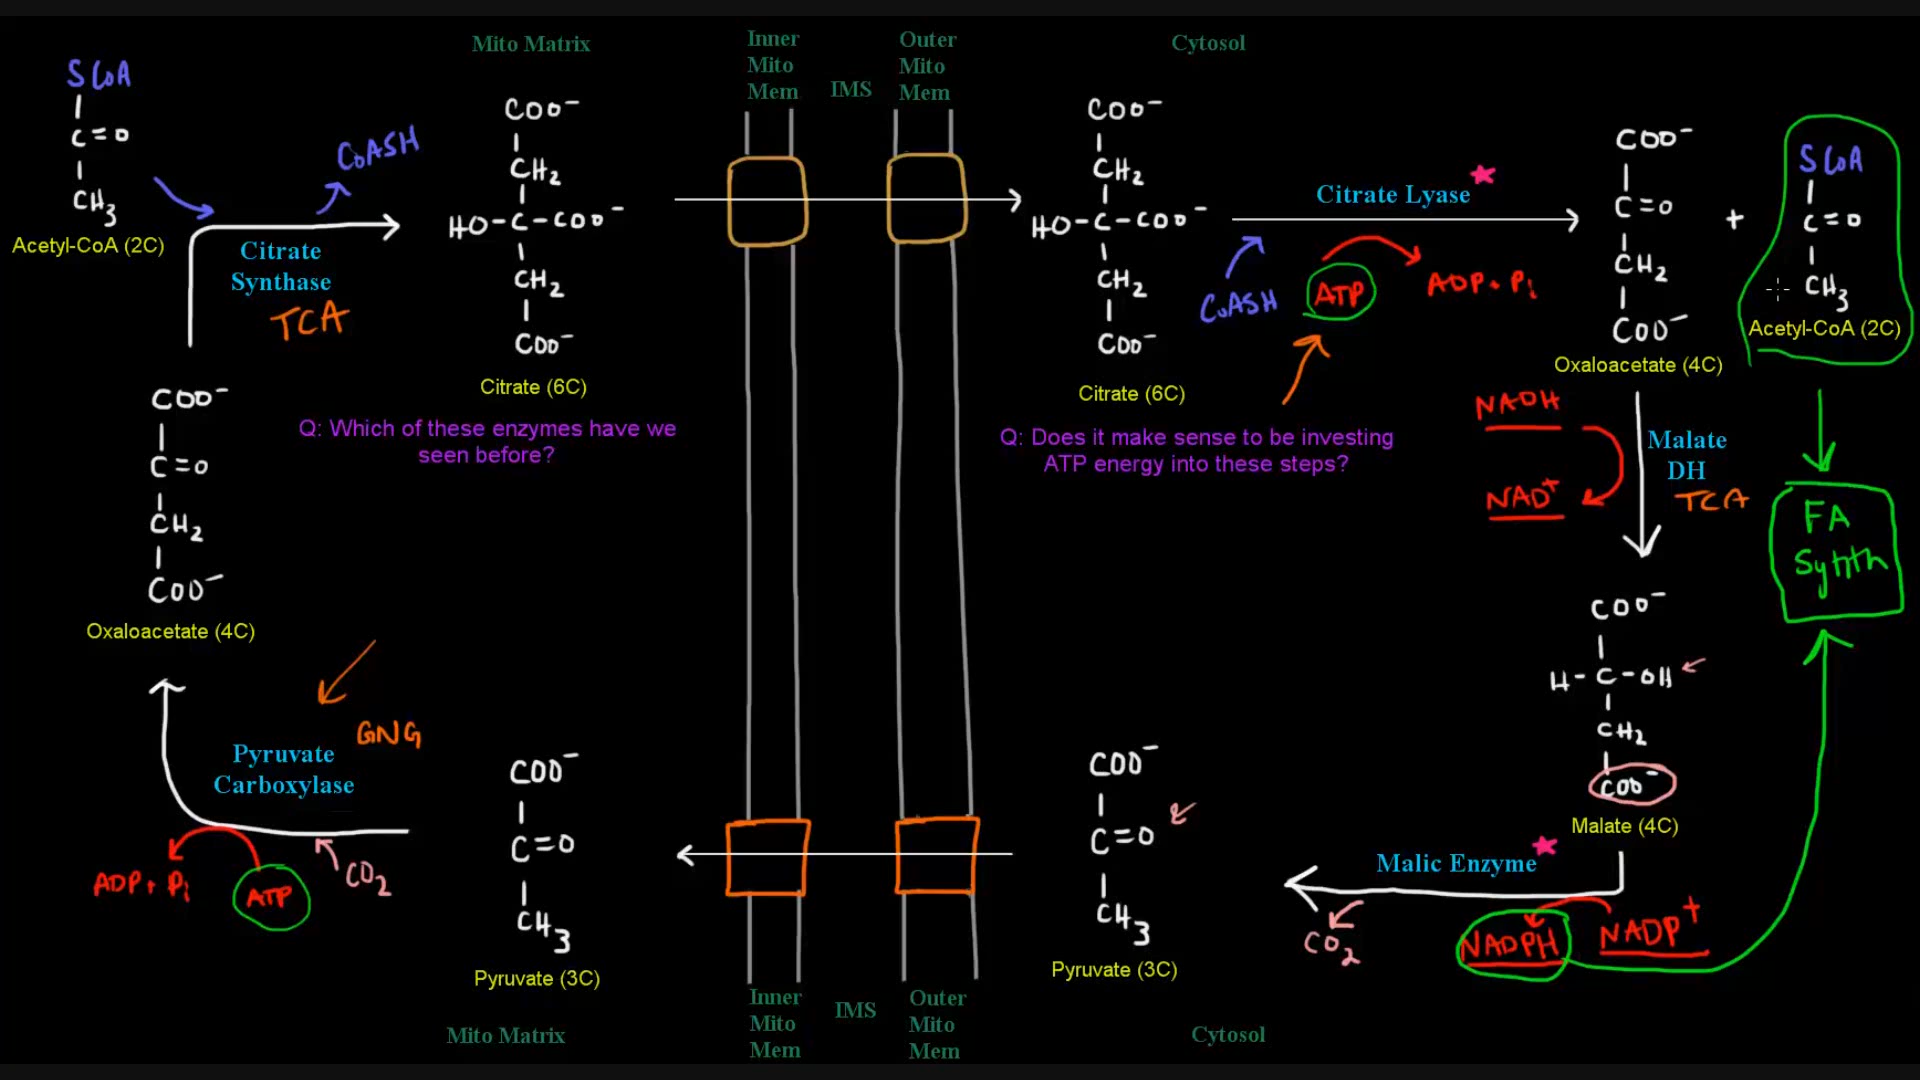 Mito Matrix
Inner
Mito
Mem
IMS
Outer
Mito
Mem
Cytosol
SCoA
C=O
CH3
Acetyl-CoA (2C)
CoASH
Citrate
Synthase
TCA
COO-
CH2
HO-C-COO-
CH2
COO-
Citrate (6C)
Q: Which of these enzymes have we
seen before?
COO-
CH2
HO-C-COO-
CH2
COO-
Citrate (6C)
Citrate Lyase
CoASH
ATP
ADP + Pi
Q: Does it make sense to be investing
ATP energy into these steps?
COO-
C=O
CH2
COO-
Oxaloacetate (4C)
+
SCoA
C=O
CH3
Acetyl-CoA (2C)
NADH
NAD+
Malate
DH
TCA
FA
Synth
COO-
H-C-OH
CH2
COO-
Malate (4C)
Malic Enzyme
CO2
NADPH
NADP+
COO-
C=O
CH3
Pyruvate (3C)
COO-
C=O
CH3
Pyruvate (3C)
COO-
C=O
CH2
COO-
Oxaloacetate (4C)
GNG
Pyruvate
Carboxylase
ADP + Pi
ATP
CO2
Inner
Mito
Mem
IMS
Outer
Mito
Mem
Mito Matrix
Cytosol